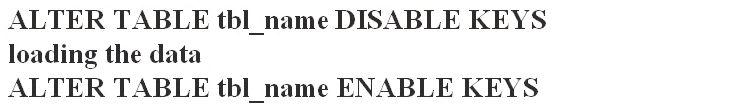 ALTER TABLE tbl_name DISABLE KEYS
loading the data
ALTER TABLE tbl_name ENABLE KEYS